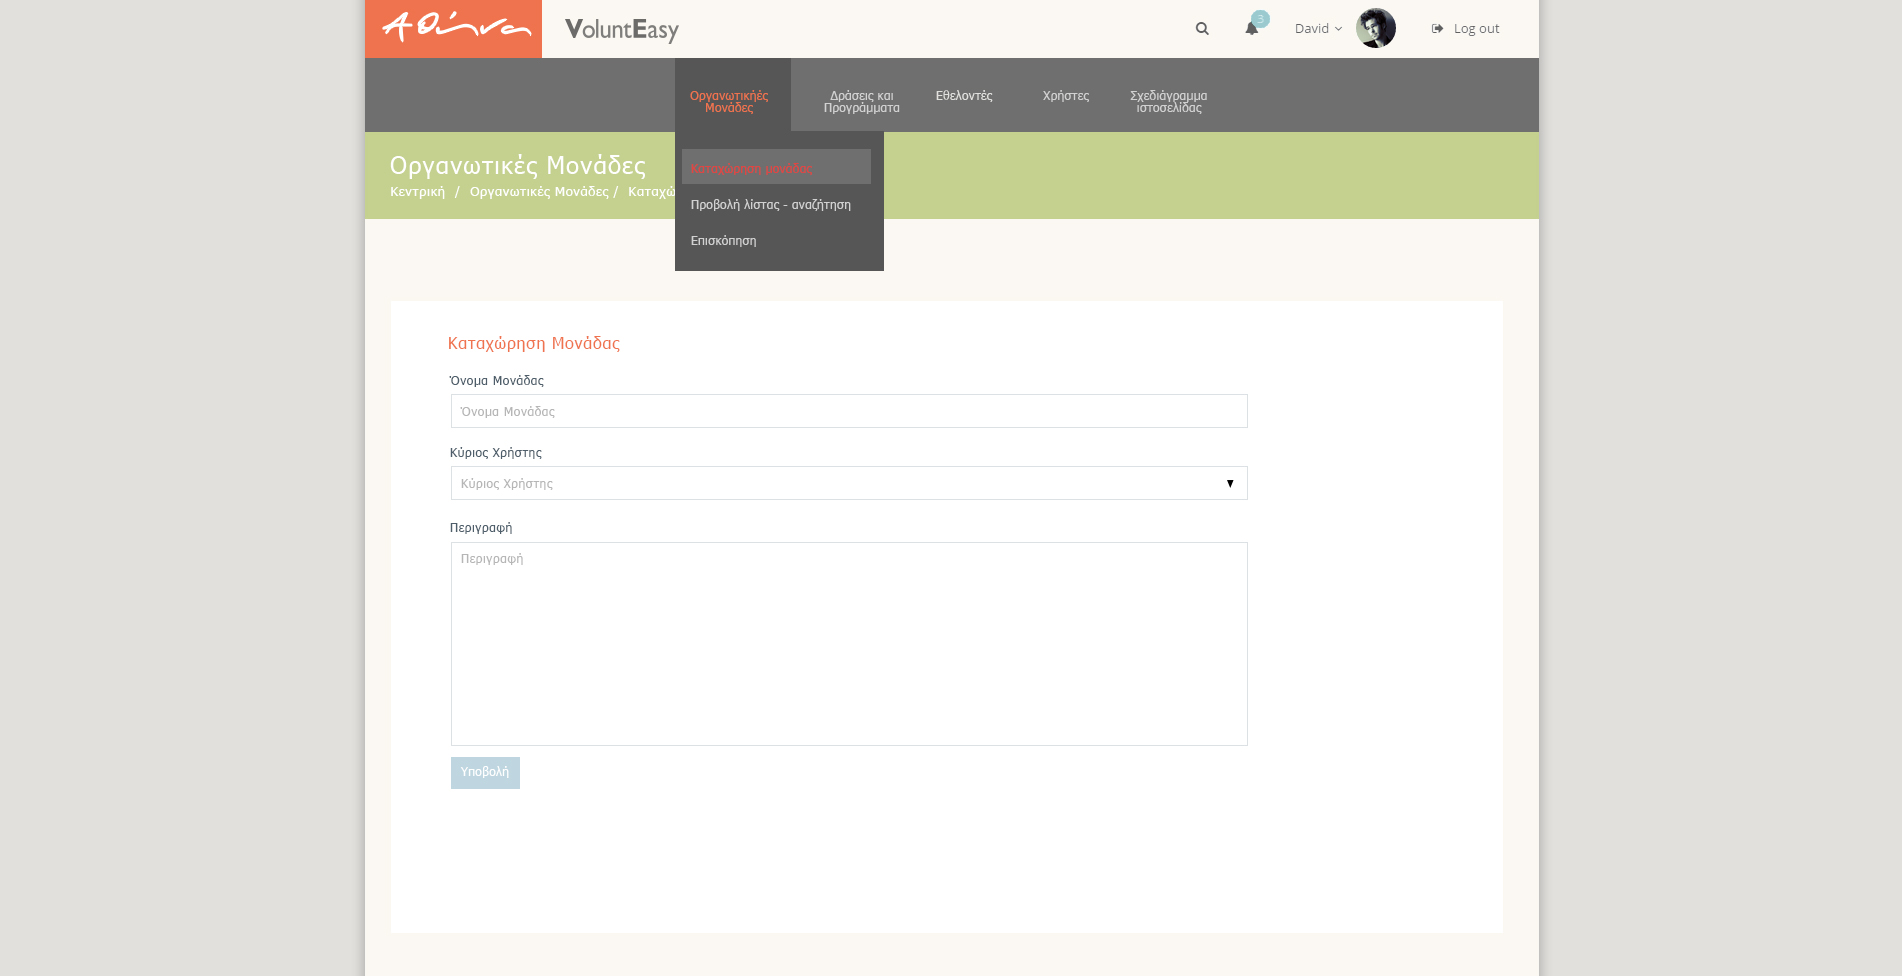 Αθήνα
VoluntEasy
3
David
Log out
Οργανωτικήές
Μονάδες
Δράσεις και
Προγράμματα
Εθελοντές
Χρήστες
Σχεδιάγραμμα
ιστοσελίδας
Οργανωτικές Μονάδες
Κεντρική / Οργανωτικές Μονάδες / Καταχώ
Καταχώρηση μονάδας
Προβολή λίστας - αναζήτηση
Επισκόπηση
Καταχώρηση Μονάδας
Όνομα Μονάδας
Όνομα Μονάδας
Κύριος Χρήστης
Κύριος Χρήστης
Περιγραφή
Περιγραφή
Υποβολή